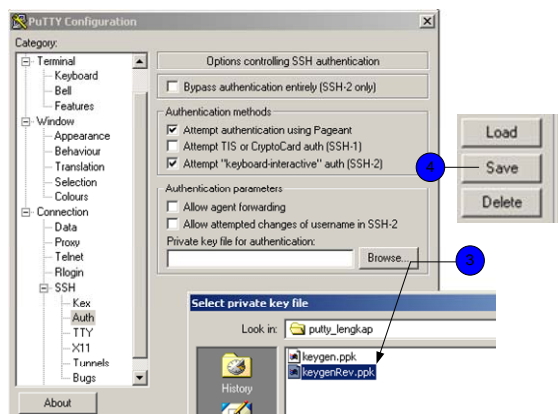 PuTTY Configuration
Category:
Terminal
Keyboard
Bell
Features
Window
Appearance
Behaviour
Translation
Selection
Colours
Connection
Data
Proxy
Telnet
Rlogin
SSH
Kex
Auth
TTY
X11
Tunnels
Bugs
About
Options controlling SSH authentication
Bypass authentication entirely (SSH-2 only)
Authentication methods
Attempt authentication using Pageant
Attempt TIS or CryptoCard auth (SSH-1)
Attempt "keyboard-interactive" auth (SSH-2)
Authentication parameters
Allow agent forwarding
Allow attempted changes of username in SSH-2
Private key file for authentication:
Browse...
3
Select private key file
Look in:
putty_lengkap
History
keygen.ppk
keygenRev.ppk
Load
4
Save
Delete